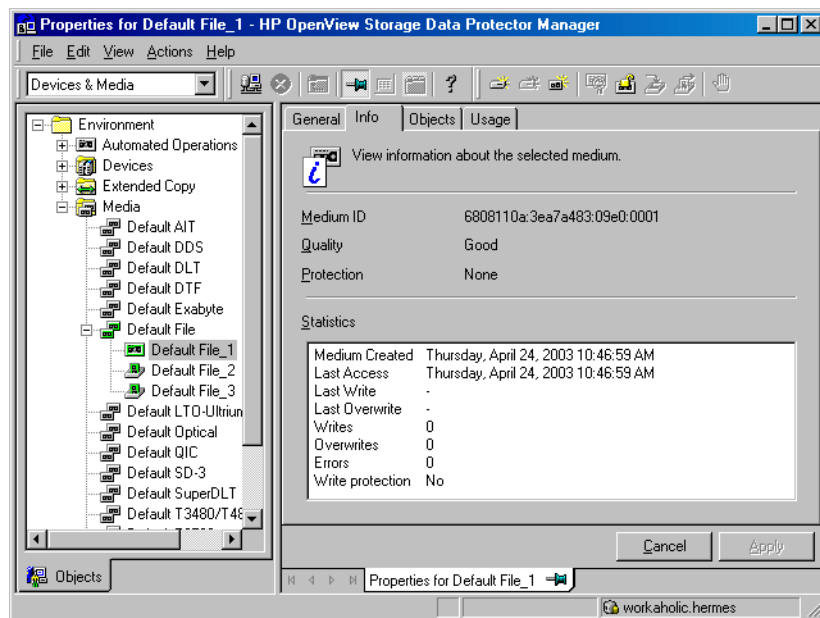 Properties for Default File_1 - HP OpenView Storage Data Protector Manager
File Edit View Actions Help
Devices & Media
Environment
Automated Operations
Devices
Extended Copy
Media
Default AIT
Default DDS
Default DLT
Default DTF
Default Exabyte
Default File
Default File_1
Default File_2
Default File_3
Default LTO-Ultriun
Default Optical
Default QIC
Default SD-3
Default SuperDLT
Default T3480/T48
Objects
General Info Objects Usage
View information about the selected medium.
Medium ID 6808110a:3ea7a483:09e0:0001
Quality Good
Protection None
Statistics
Medium Created Thursday, April 24, 2003 10:46:59 AM
Last Access Thursday, April 24, 2003 10:46:59 AM
Last Write -
Last Overwrite -
Writes 0
Overwrites 0
Errors 0
Write protection No
Cancel Apply
Properties for Default File_1
workaholic.hermes